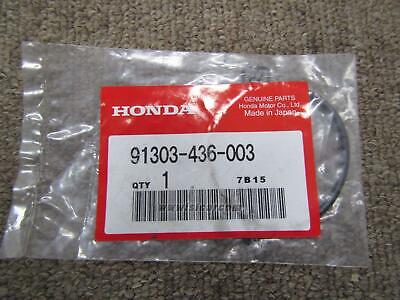 HONDA
GENUINE PARTS
Honda Motor Co., Ltd.
Made in Japan
91303-436-003
QTY 1 7B15